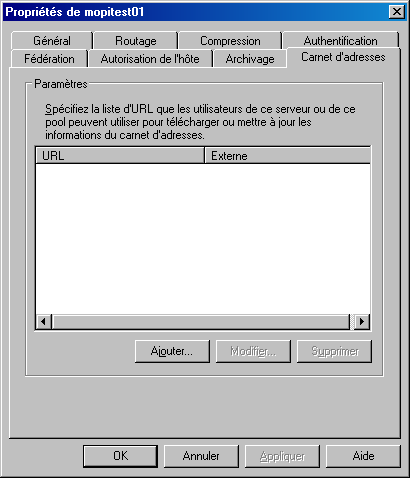 Propriétés de mopitest01
Général Routage Compression Authentification
Fédération Autorisation de l'hôte Archivage Carnet d'adresses
Paramètres
Spécifiez la liste d'URL que les utilisateurs de ce serveur ou de ce
pool peuvent utiliser pour télécharger ou mettre à jour les
informations du carnet d'adresses.
URL Externe
Ajouter... Modifier... Supprimer
OK Annuler Appliquer Aide